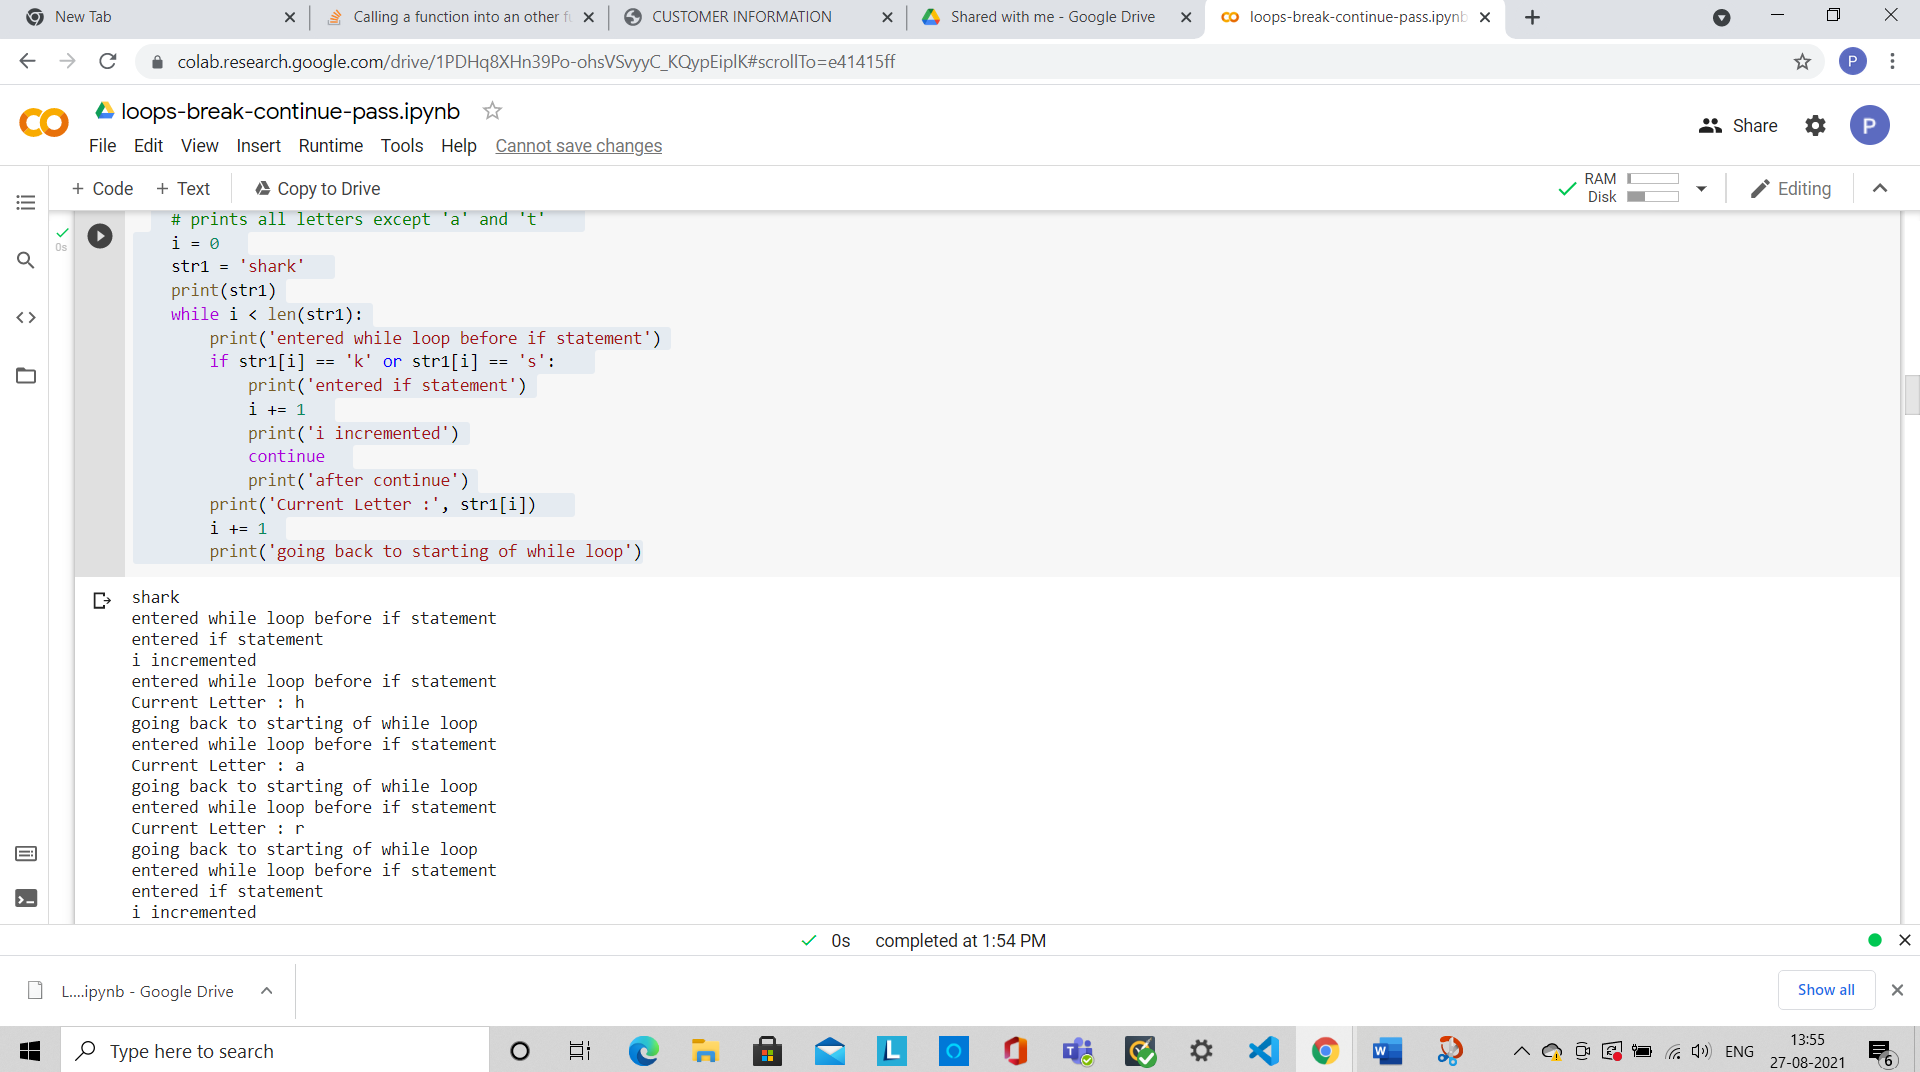 New Tab
Calling a function into an other fu
CUSTOMER INFORMATION
Shared with me - Google Drive
loops-break-continue-pass.ipynb
colab.research.google.com/drive/1PDHq8XHn39Po-ohsVSvyyC_KQypEiplK#scrollTo=e41415ff
P
loops-break-continue-pass.ipynb
Share
P
File Edit View Insert Runtime Tools Help Cannot save changes
+ Code + Text Copy to Drive
RAM
Disk
Editing
0s
# prints all letters except 'a' and 't'
i = 0
str1 = 'shark'
print(str1)
while i < len(str1):
print('entered while loop before if statement')
if str1[i] == 'k' or str1[i] == 's':
print('entered if statement')
i += 1
print('i incremented')
continue
print('after continue')
print('Current Letter :', str1[i])
i += 1
print('going back to starting of while loop')
shark
entered while loop before if statement
entered if statement
i incremented
entered while loop before if statement
Current Letter : h
going back to starting of while loop
entered while loop before if statement
Current Letter : a
going back to starting of while loop
entered while loop before if statement
Current Letter : r
going back to starting of while loop
entered while loop before if statement
entered if statement
i incremented
0s completed at 1:54 PM
L....ipynb - Google Drive
Show all
Type here to search
ENG
13:55
27-08-2021
6